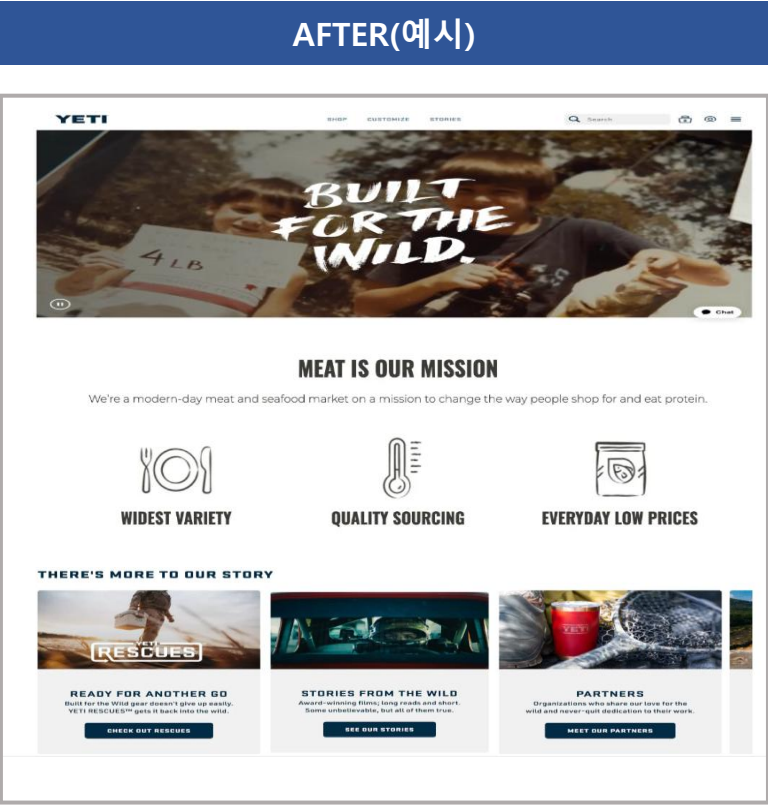 AFTER(예시)
YETI
SHOP CUSTOMIZE STORIES
Search
BUILT
FOR THE
WILD.
4 LB
Chat
MEAT IS OUR MISSION
We're a modern-day meat and seafood market on a mission to change the way people shop for and eat protein.
WIDEST VARIETY QUALITY SOURCING EVERYDAY LOW PRICES
THERE'S MORE TO OUR STORY
YETI
RESCUES
YETI
READY FOR ANOTHER GO
Built for the Wild gear doesn't give up easily.
YETI RESCUES™ gets it back into the wild.
CHECK OUT RESCUES
STORIES FROM THE WILD
Award-winning films; long reads and short.
Some unbelievable, but all of them true.
SEE OUR STORIES
PARTNERS
Organizations who share our love for the
wild and never-quit dedication to their work.
MEET OUR PARTNERS